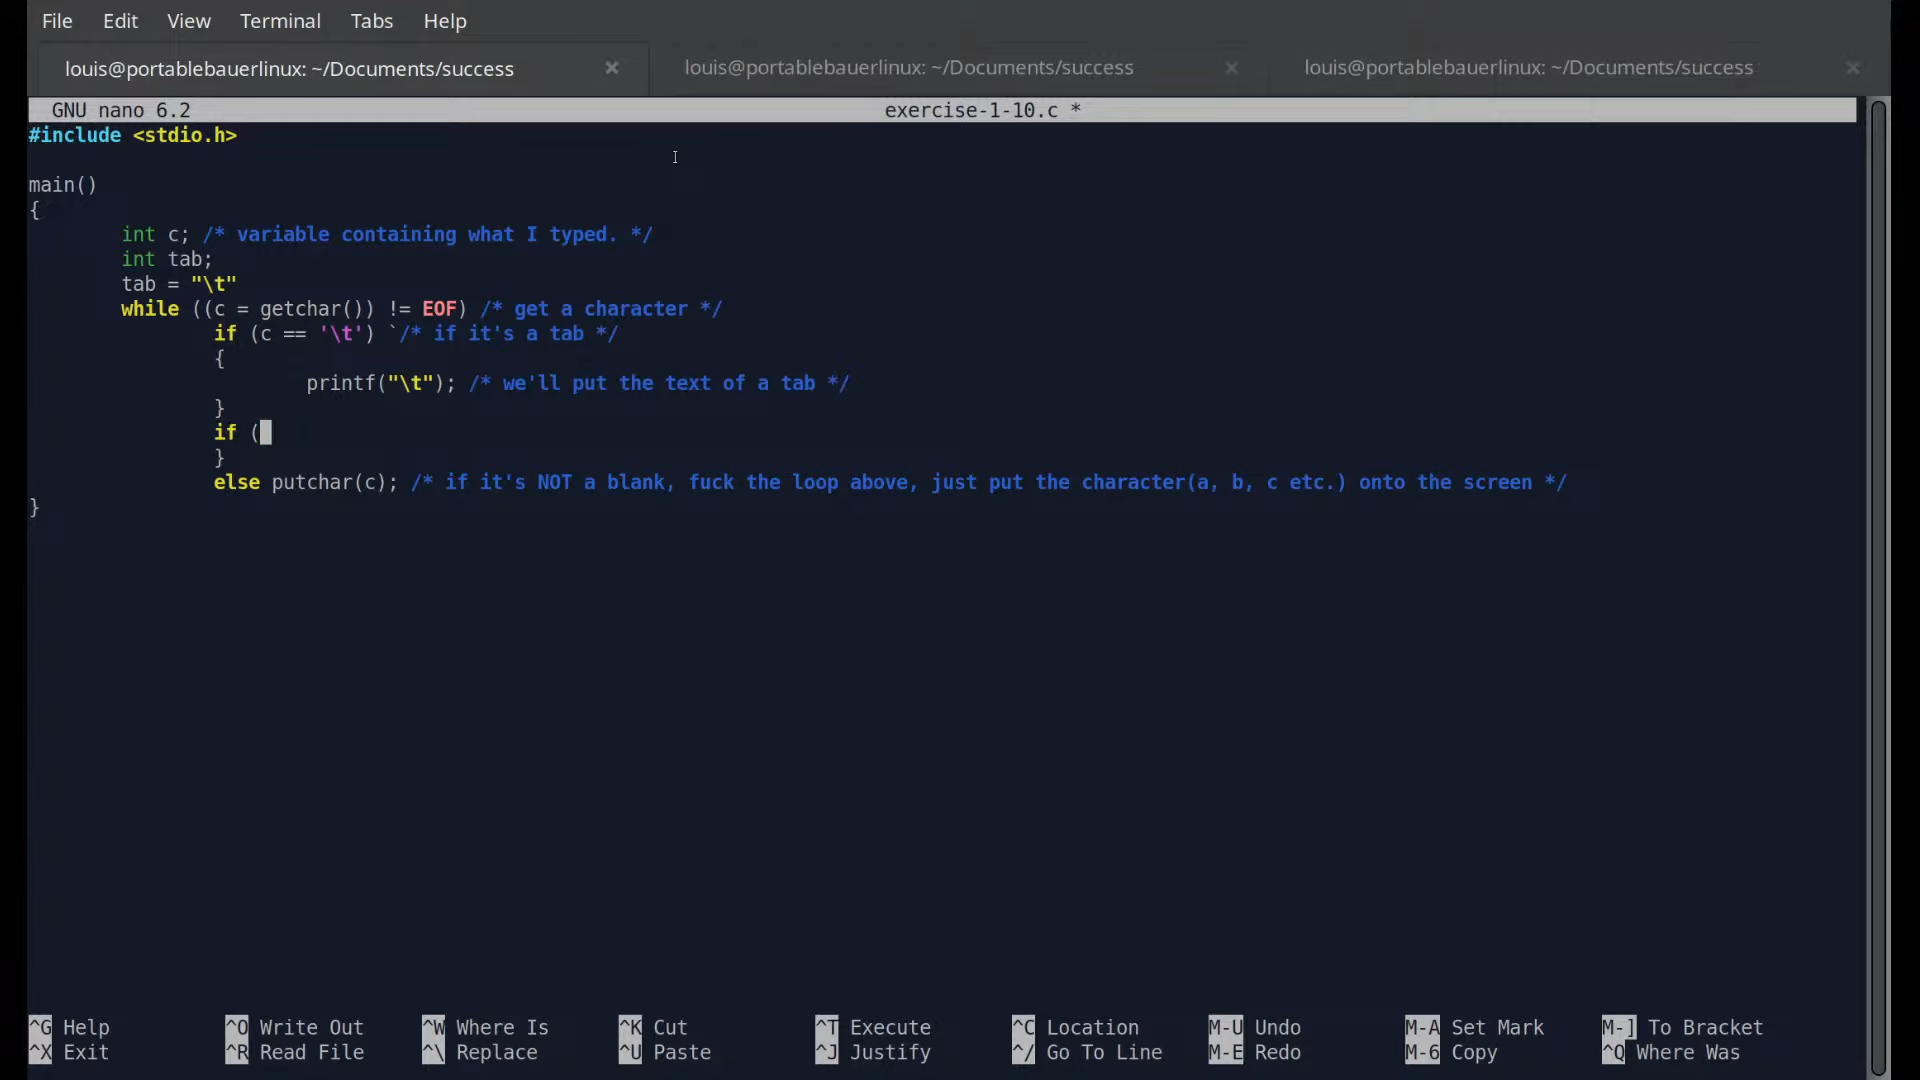 File Edit View Terminal Tabs Help
louis@portablebauerlinux: ~/Documents/success × louis@portablebauerlinux: ~/Documents/success × louis@portablebauerlinux: ~/Documents/success ×
GNU nano 6.2 exercise-1-10.c *
#include <stdio.h>
main()
{
int c; /* variable containing what I typed. */
int tab;
tab = "\t"
while ((c = getchar()) != EOF) /* get a character */
if (c == '\t') `/* if it's a tab */
{
printf("\t"); /* we'll put the text of a tab */
}
if (
}
else putchar(c); /* if it's NOT a blank, fuck the loop above, just put the character(a, b, c etc.) onto the screen */
}
^G Help ^O Write Out ^W Where Is ^K Cut ^T Execute ^C Location M-U Undo M-A Set Mark M-] To Bracket
^X Exit ^R Read File ^\ Replace ^U Paste ^J Justify ^/ Go To Line M-E Redo M-6 Copy ^Q Where Was